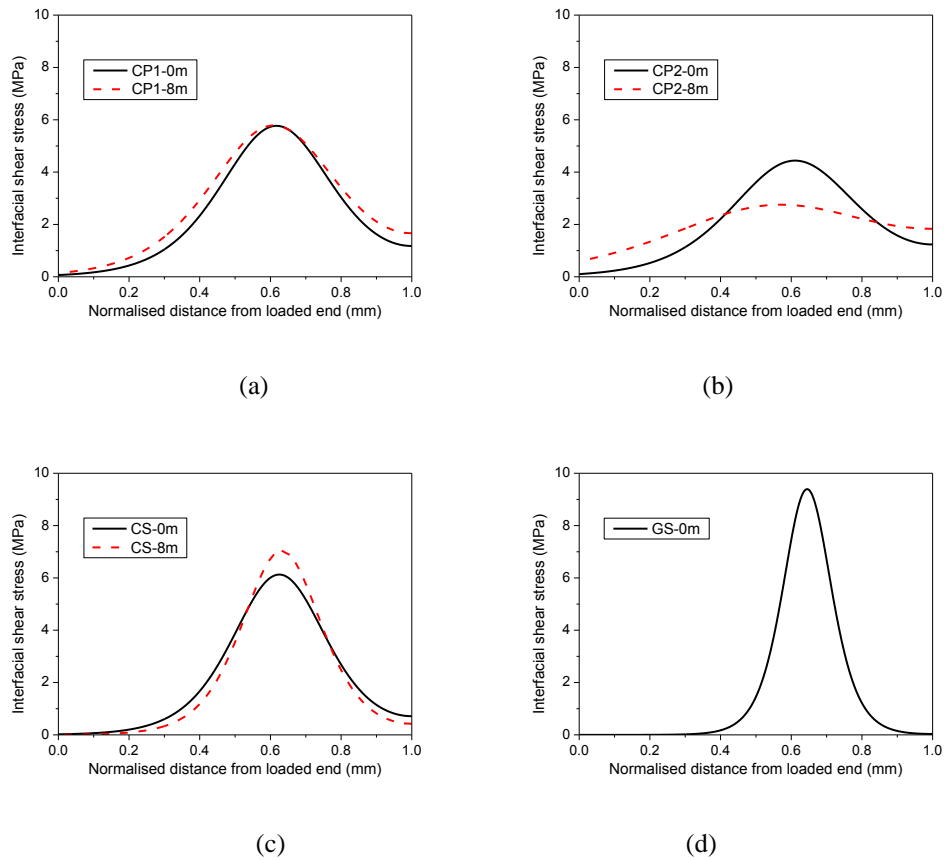 10
8
6
4
2
0
Interfacial shear stress (MPa)
CP1-0m
CP1-8m
0.0 0.2 0.4 0.6 0.8 1.0
Normalised distance from loaded end (mm)
(a)
10
8
6
4
2
0
Interfacial shear stress (MPa)
CP2-0m
CP2-8m
0.0 0.2 0.4 0.6 0.8 1.0
Normalised distance from loaded end (mm)
(b)
10
8
6
4
2
0
Interfacial shear stress (MPa)
CS-0m
CS-8m
0.0 0.2 0.4 0.6 0.8 1.0
Normalised distance from loaded end (mm)
(c)
10
8
6
4
2
0
Interfacial shear stress (MPa)
GS-0m
0.0 0.2 0.4 0.6 0.8 1.0
Normalised distance from loaded end (mm)
(d)